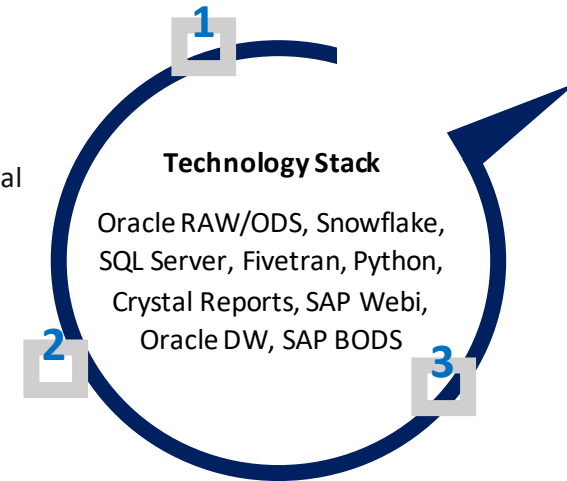 1
Technology Stack
al
Oracle RAW/ODS, Snowflake,
SQL Server, Fivetran, Python,
Crystal Reports, SAP Webi,
Oracle DW, SAP BODS
2
3